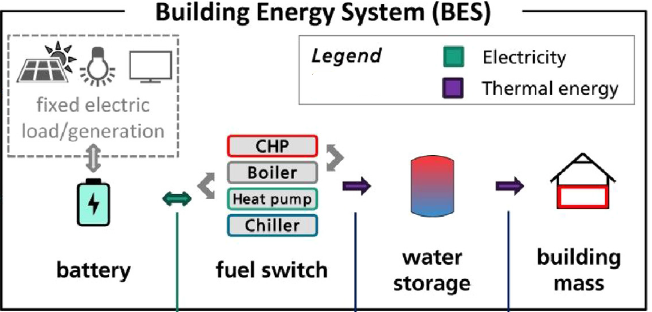 Building Energy System (BES)
Legend
Electricity
Thermal energy
fixed electric
load/generation
CHP
Boiler
Heat pump
Chiller
battery
fuel switch
water
storage
building
mass